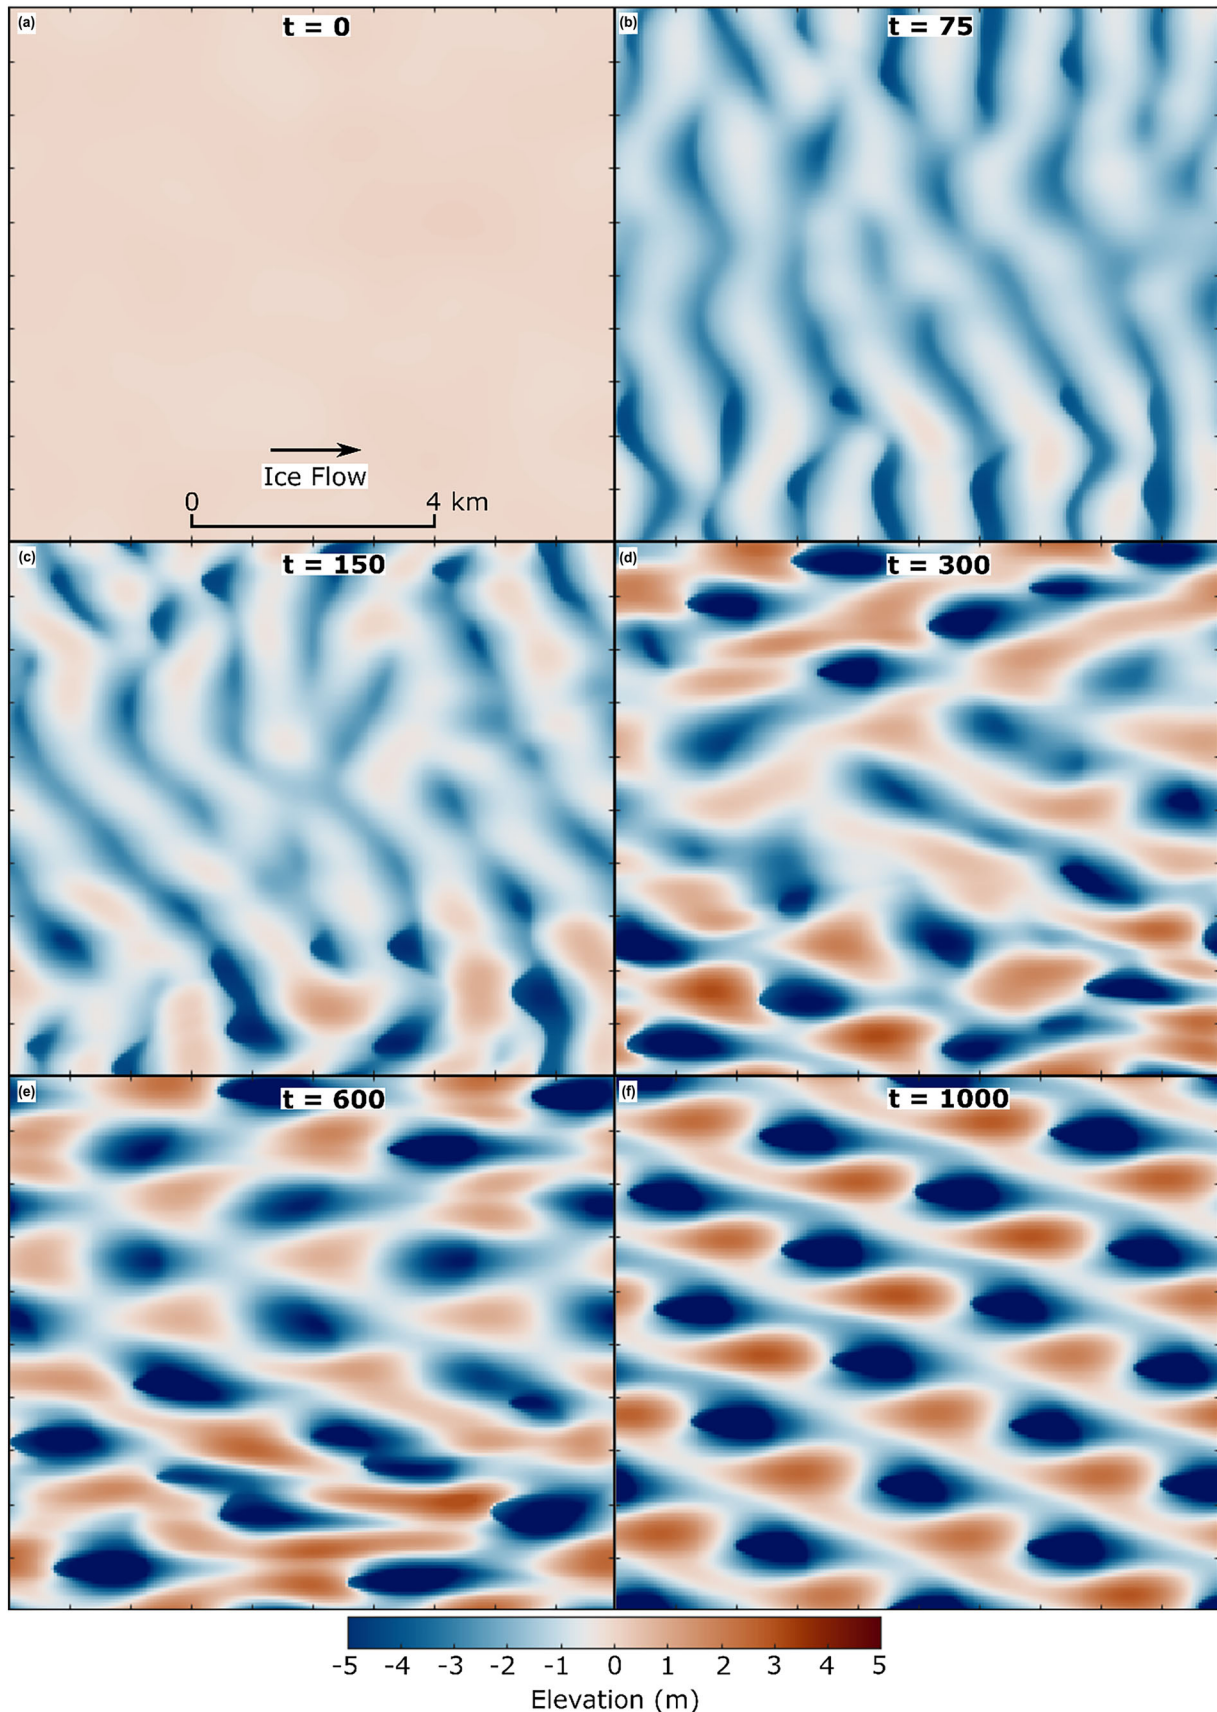 (a)
t = 0
(b)
t = 75
Ice Flow
0 4 km
(c)
t = 150
(d)
t = 300
(e)
t = 600
(f)
t = 1000
-5 -4 -3 -2 -1 0 1 2 3 4 5
Elevation (m)